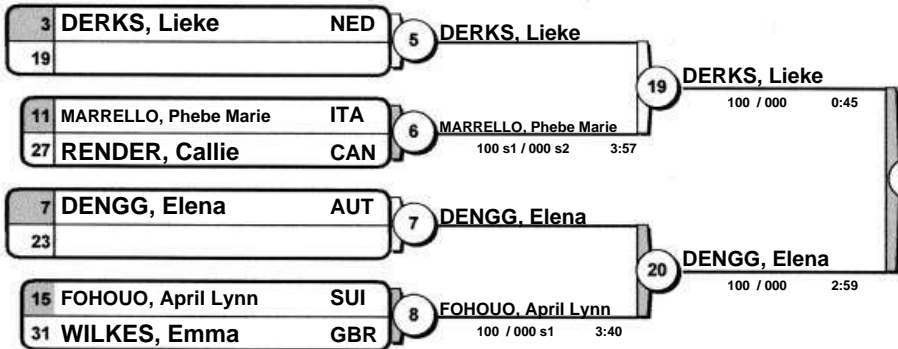 3 DERKS, Lieke NED
19
5 DERKS, Lieke
11 MARRELLO, Phebe Marie ITA
27 RENDER, Callie CAN
6 MARRELLO, Phebe Marie
100 s1 / 000 s2 3:57
19 DERKS, Lieke
100 / 000 0:45
7 DENGG, Elena AUT
23
7 DENGG, Elena
15 FOHOUO, April Lynn SUI
31 WILKES, Emma GBR
8 FOHOUO, April Lynn
100 / 000 s1 3:40
20 DENGG, Elena
100 / 000 2:59